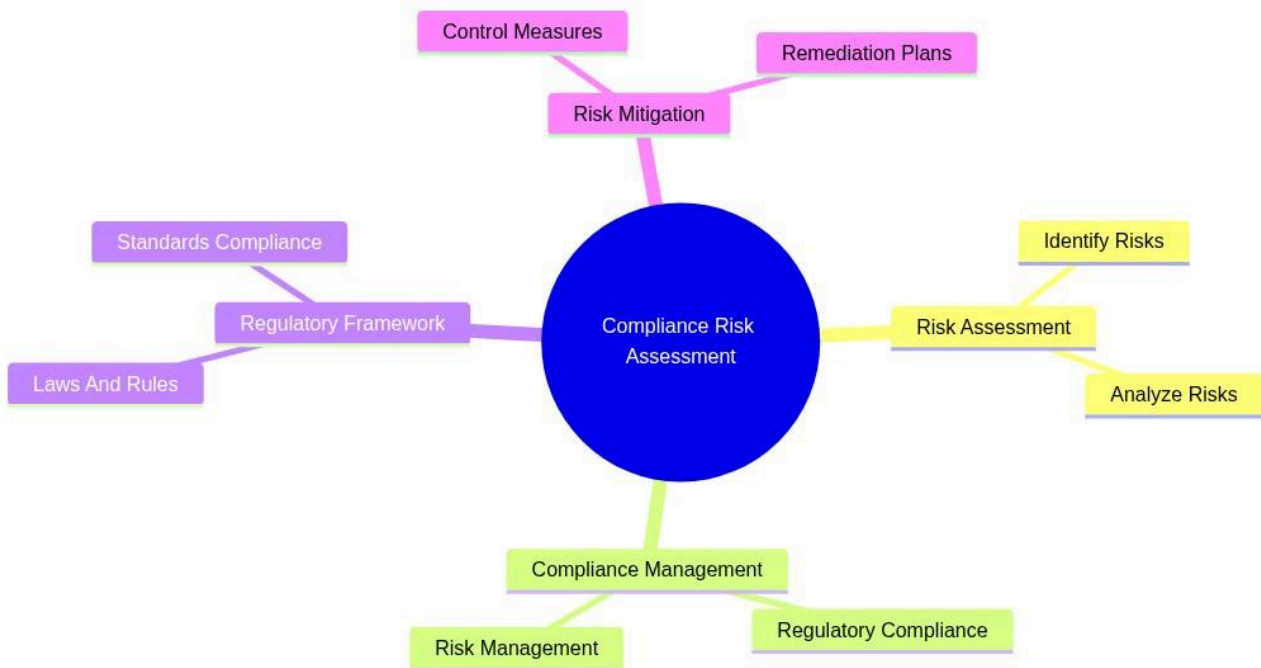 Control Measures
Remediation Plans
Risk Mitigation
Standards Compliance
Identify Risks
Regulatory Framework
Compliance Risk
Assessment
Risk Assessment
Laws And Rules
Analyze Risks
Compliance Management
Regulatory Compliance
Risk Management